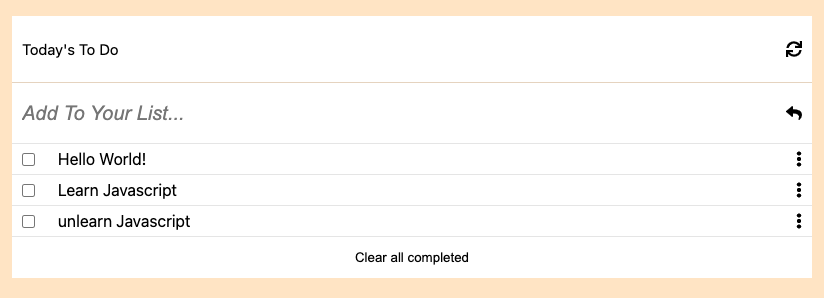 Today's To Do
Add To Your List...
Hello World!
Learn Javascript
unlearn Javascript
Clear all completed